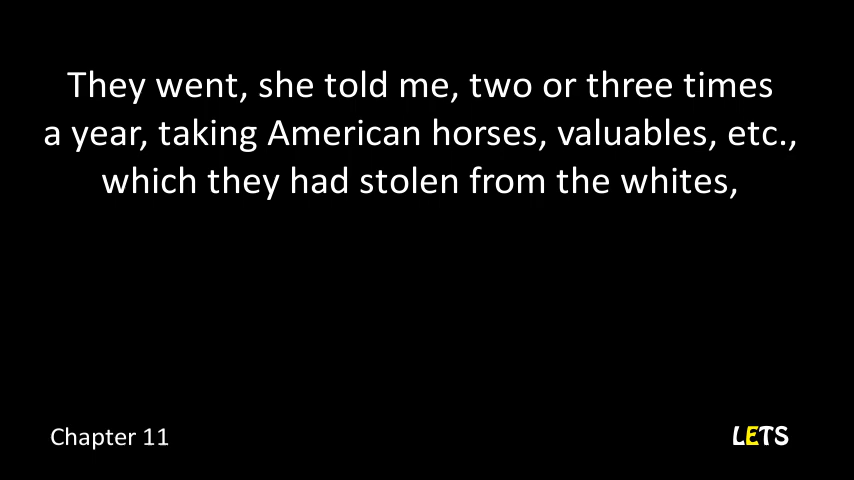 They went, she told me, two or three times
a year, taking American horses, valuables, etc.,
which they had stolen from the whites,
Chapter 11
LETS